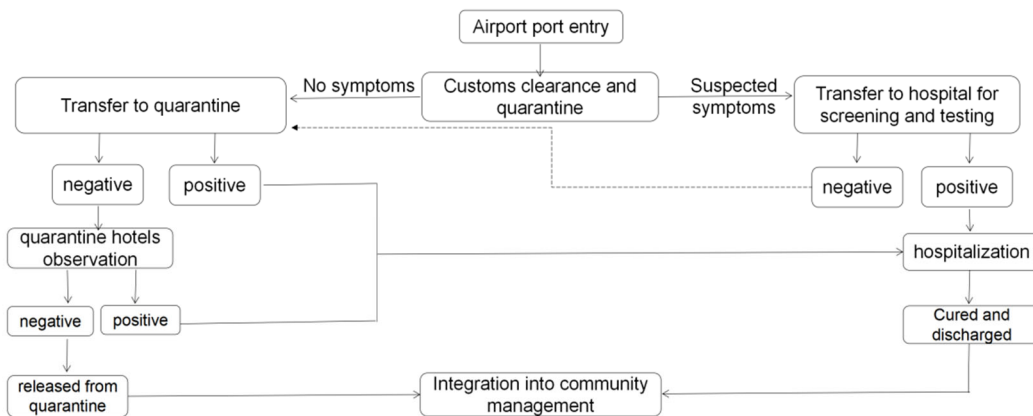 Airport port entry
No symptoms
Customs clearance and
quarantine
Suspected
symptoms
Transfer to quarantine
Transfer to hospital for
screening and testing
negative
positive
negative
positive
quarantine hotels
observation
hospitalization
negative
positive
Cured and
discharged
released from
quarantine
Integration into community
management